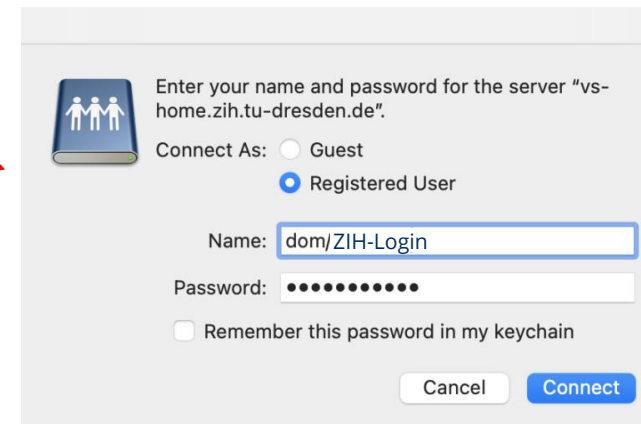 Enter your name and password for the server “vs-
home.zih.tu-dresden.de”.
Connect As: Guest
Registered User
Name: dom/ZIH-Login
Password: ●●●●●●●●●●●
Remember this password in my keychain
Cancel Connect